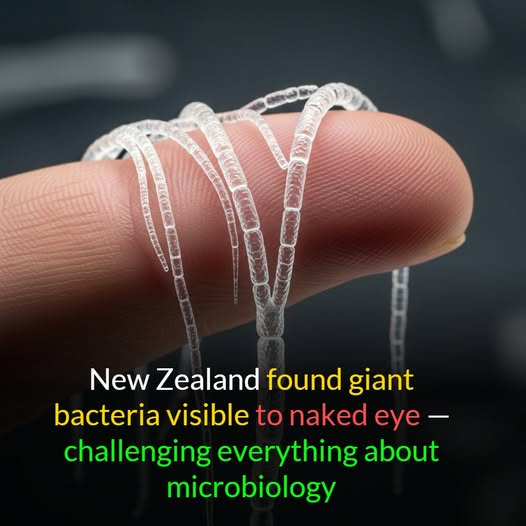 New Zealand found giant
bacteria visible to naked eye —
challenging everything about
microbiology